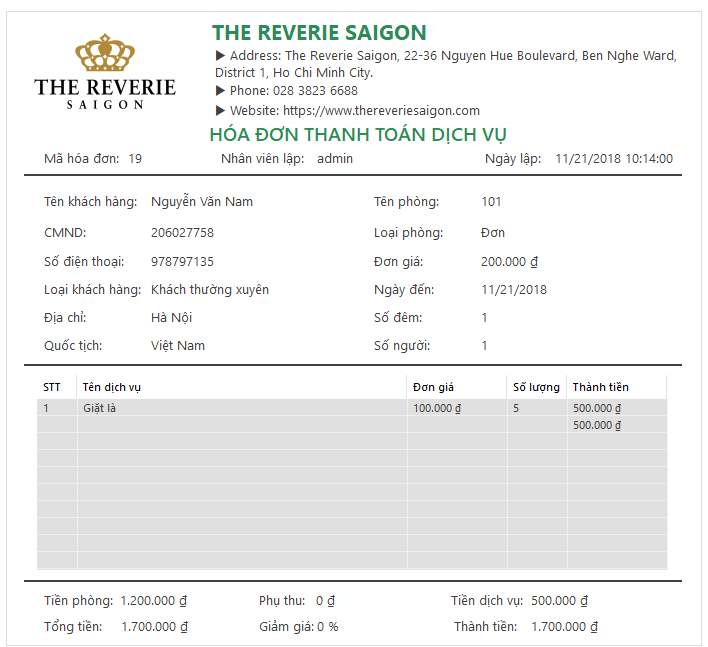 THE REVERIE
SAIGON
THE REVERIE SAIGON
▶ Address: The Reverie Saigon, 22-36 Nguyen Hue Boulevard, Ben Nghe Ward,
District 1, Ho Chi Minh City.
▶ Phone: 028 3823 6688
▶ Website: https://www.thereveriesaigon.com
HÓA ĐƠN THANH TOÁN DỊCH VỤ
Mã hóa đơn: 19 Nhân viên lập: admin Ngày lập: 11/21/2018 10:14:00
Tên khách hàng: Nguyễn Văn Nam Tên phòng: 101
CMND: 206027758 Loại phòng: Đơn
Số điện thoại: 978797135 Đơn giá: 200.000 ₫
Loại khách hàng: Khách thường xuyên Ngày đến: 11/21/2018
Địa chỉ: Hà Nội Số đêm: 1
Quốc tịch: Việt Nam Số người: 1
STT Tên dịch vụ Đơn giá Số lượng Thành tiền
1 Giặt là 100.000 ₫ 5 500.000 ₫
500.000 ₫
Tiền phòng: 1.200.000 ₫ Phụ thu: 0 ₫ Tiền dịch vụ: 500.000 ₫
Tổng tiền: 1.700.000 ₫ Giảm giá: 0 % Thành tiền: 1.700.000 ₫